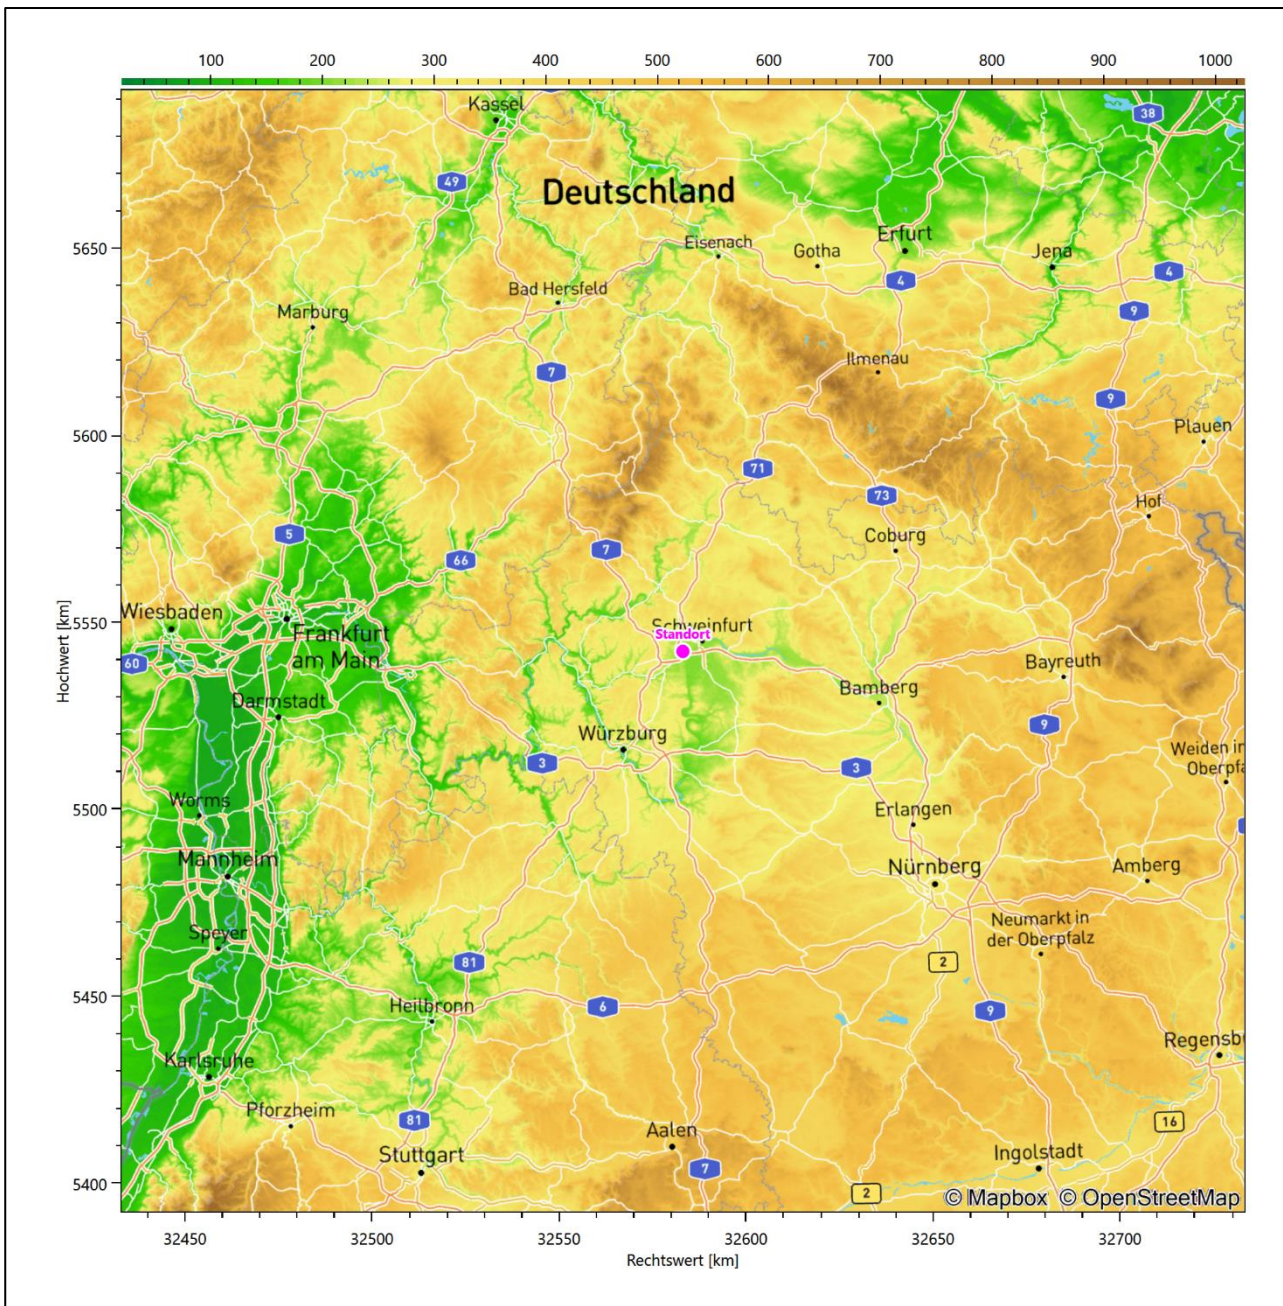 100 200 300 400 500 600 700 800 900 1000
Kassel
38
49
Deutschland
5650
Eisenach
Gotha
Erfurt
Jena
4
4
Bad Hersfeld
9
Marburg
Ilmenau
7
9
5600
Plauen
71
73
Hof
5
Coburg
7
66
Wiesbaden
5550
Schweinfurt
Frankfurt
am Main
Standort
60
Bayreuth
Hochwert [km]
Darmstadt
Bamberg
9
Würzburg
Weiden in
Oberpfa
3
3
5500
Worms
Erlangen
Mannheim
Nürnberg
Amberg
Neumarkt in
der Oberpfalz
Speyer
81
2
5450
Heilbronn
6
9
Regensbu
Karlsruhe
Pforzheim
81
16
Aalen
Stuttgart
Ingolstadt
7
5400
2
© Mapbox © OpenStreetMap
32450 32500 32550 32600 32650 32700
Rechtswert [km]